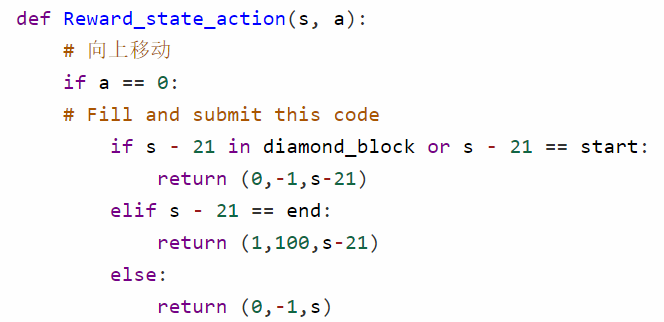 def Reward_state_action(s, a):
    # 向上移动
    if a == 0:
    # Fill and submit this code
        if s - 21 in diamond_block or s - 21 == start:
            return (0,-1,s-21)
        elif s - 21 == end:
            return (1,100,s-21)
        else:
            return (0,-1,s)